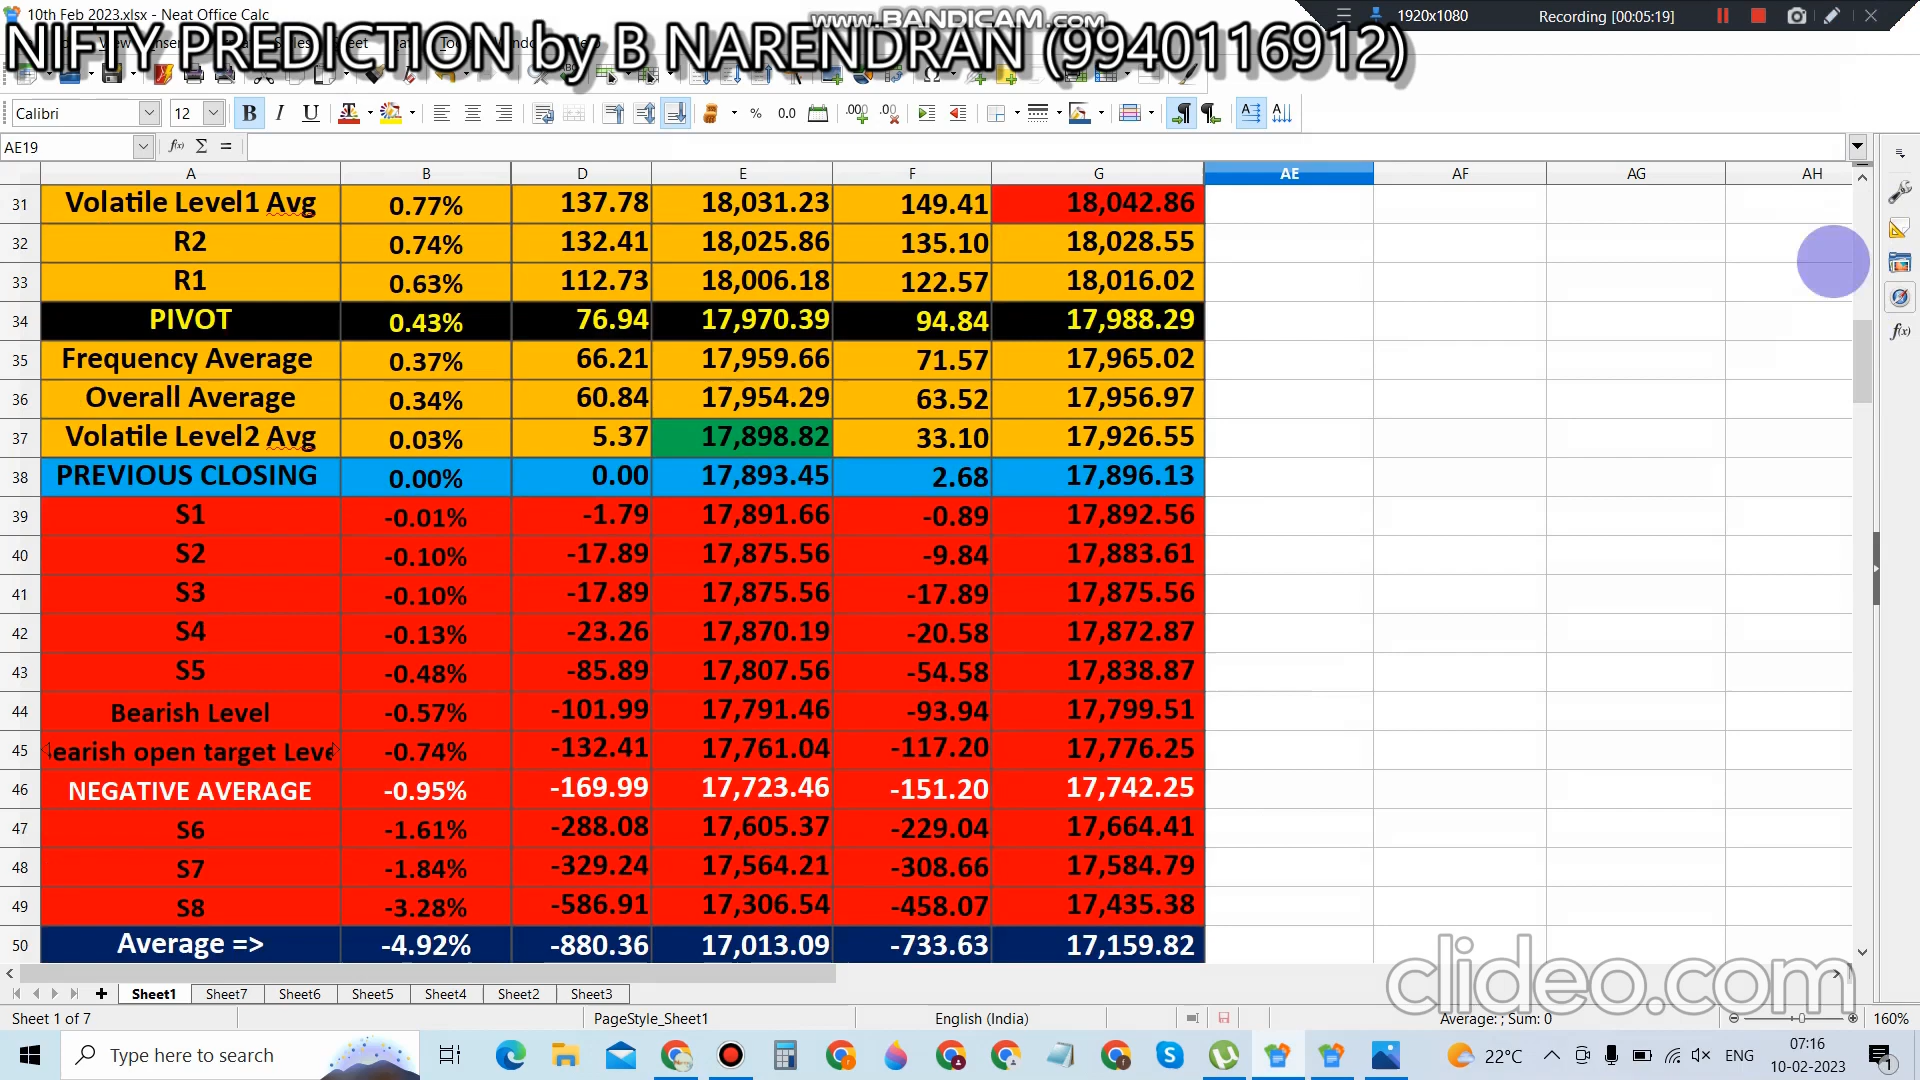 10th Feb 2023.xlsx - Neat Office Calc
www.BANDICAM.com
1920x1080
Recording [00:05:19]
NIFTY PREDICTION by B NARENDRAN (9940116912)
Calibri
12
B I U
% 0.0
AE19
f(x) Σ =
A B D E F G AE AF AG AH
31 Volatile Level1 Avg 0.77% 137.78 18,031.23 149.41 18,042.86
32 R2 0.74% 132.41 18,025.86 135.10 18,028.55
33 R1 0.63% 112.73 18,006.18 122.57 18,016.02
34 PIVOT 0.43% 76.94 17,970.39 94.84 17,988.29
35 Frequency Average 0.37% 66.21 17,959.66 71.57 17,965.02
36 Overall Average 0.34% 60.84 17,954.29 63.52 17,956.97
37 Volatile Level2 Avg 0.03% 5.37 17,898.82 33.10 17,926.55
38 PREVIOUS CLOSING 0.00% 0.00 17,893.45 2.68 17,896.13
39 S1 -0.01% -1.79 17,891.66 -0.89 17,892.56
40 S2 -0.10% -17.89 17,875.56 -9.84 17,883.61
41 S3 -0.10% -17.89 17,875.56 -17.89 17,875.56
42 S4 -0.13% -23.26 17,870.19 -20.58 17,872.87
43 S5 -0.48% -85.89 17,807.56 -54.58 17,838.87
44 Bearish Level -0.57% -101.99 17,791.46 -93.94 17,799.51
45 earish open target Leve -0.74% -132.41 17,761.04 -117.20 17,776.25
46 NEGATIVE AVERAGE -0.95% -169.99 17,723.46 -151.20 17,742.25
47 S6 -1.61% -288.08 17,605.37 -229.04 17,664.41
48 S7 -1.84% -329.24 17,564.21 -308.66 17,584.79
49 S8 -3.28% -586.91 17,306.54 -458.07 17,435.38
50 Average => -4.92% -880.36 17,013.09 -733.63 17,159.82
clideo.com
Sheet1 Sheet7 Sheet6 Sheet5 Sheet4 Sheet2 Sheet3
Sheet 1 of 7
PageStyle_Sheet1
English (India)
Average: ; Sum: 0
160%
Type here to search
22°C
ENG
07:16
10-02-2023
1